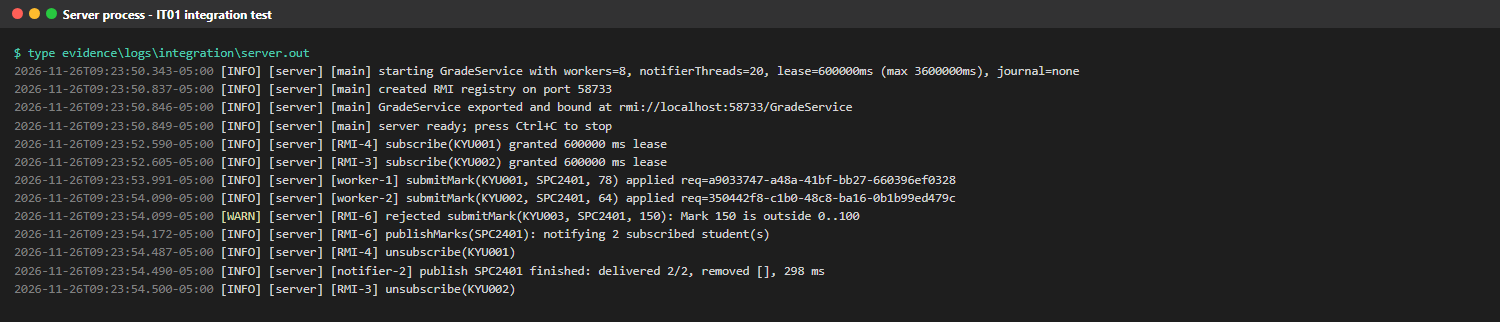 Server process - IT01 integration test
$ type evidence\logs\integration\server.out
2026-11-26T09:23:50.343-05:00 [INFO] [server] [main] starting GradeService with workers=8, notifierThreads=20, lease=600000ms (max 3600000ms), journal=none
2026-11-26T09:23:50.837-05:00 [INFO] [server] [main] created RMI registry on port 58733
2026-11-26T09:23:50.846-05:00 [INFO] [server] [main] GradeService exported and bound at rmi://localhost:58733/GradeService
2026-11-26T09:23:50.849-05:00 [INFO] [server] [main] server ready; press Ctrl+C to stop
2026-11-26T09:23:52.590-05:00 [INFO] [server] [RMI-4] subscribe(KYU001) granted 600000 ms lease
2026-11-26T09:23:52.605-05:00 [INFO] [server] [RMI-3] subscribe(KYU002) granted 600000 ms lease
2026-11-26T09:23:53.991-05:00 [INFO] [server] [worker-1] submitMark(KYU001, SPC2401, 78) applied req=a9033747-a48a-41bf-bb27-660396ef0328
2026-11-26T09:23:54.090-05:00 [INFO] [server] [worker-2] submitMark(KYU002, SPC2401, 64) applied req=350442f8-c1b0-48c8-ba16-0b1b99ed479c
2026-11-26T09:23:54.099-05:00 [WARN] [server] [RMI-6] rejected submitMark(KYU003, SPC2401, 150): Mark 150 is outside 0..100
2026-11-26T09:23:54.172-05:00 [INFO] [server] [RMI-6] publishMarks(SPC2401): notifying 2 subscribed student(s)
2026-11-26T09:23:54.487-05:00 [INFO] [server] [RMI-4] unsubscribe(KYU001)
2026-11-26T09:23:54.490-05:00 [INFO] [server] [notifier-2] publish SPC2401 finished: delivered 2/2, removed [], 298 ms
2026-11-26T09:23:54.500-05:00 [INFO] [server] [RMI-3] unsubscribe(KYU002)